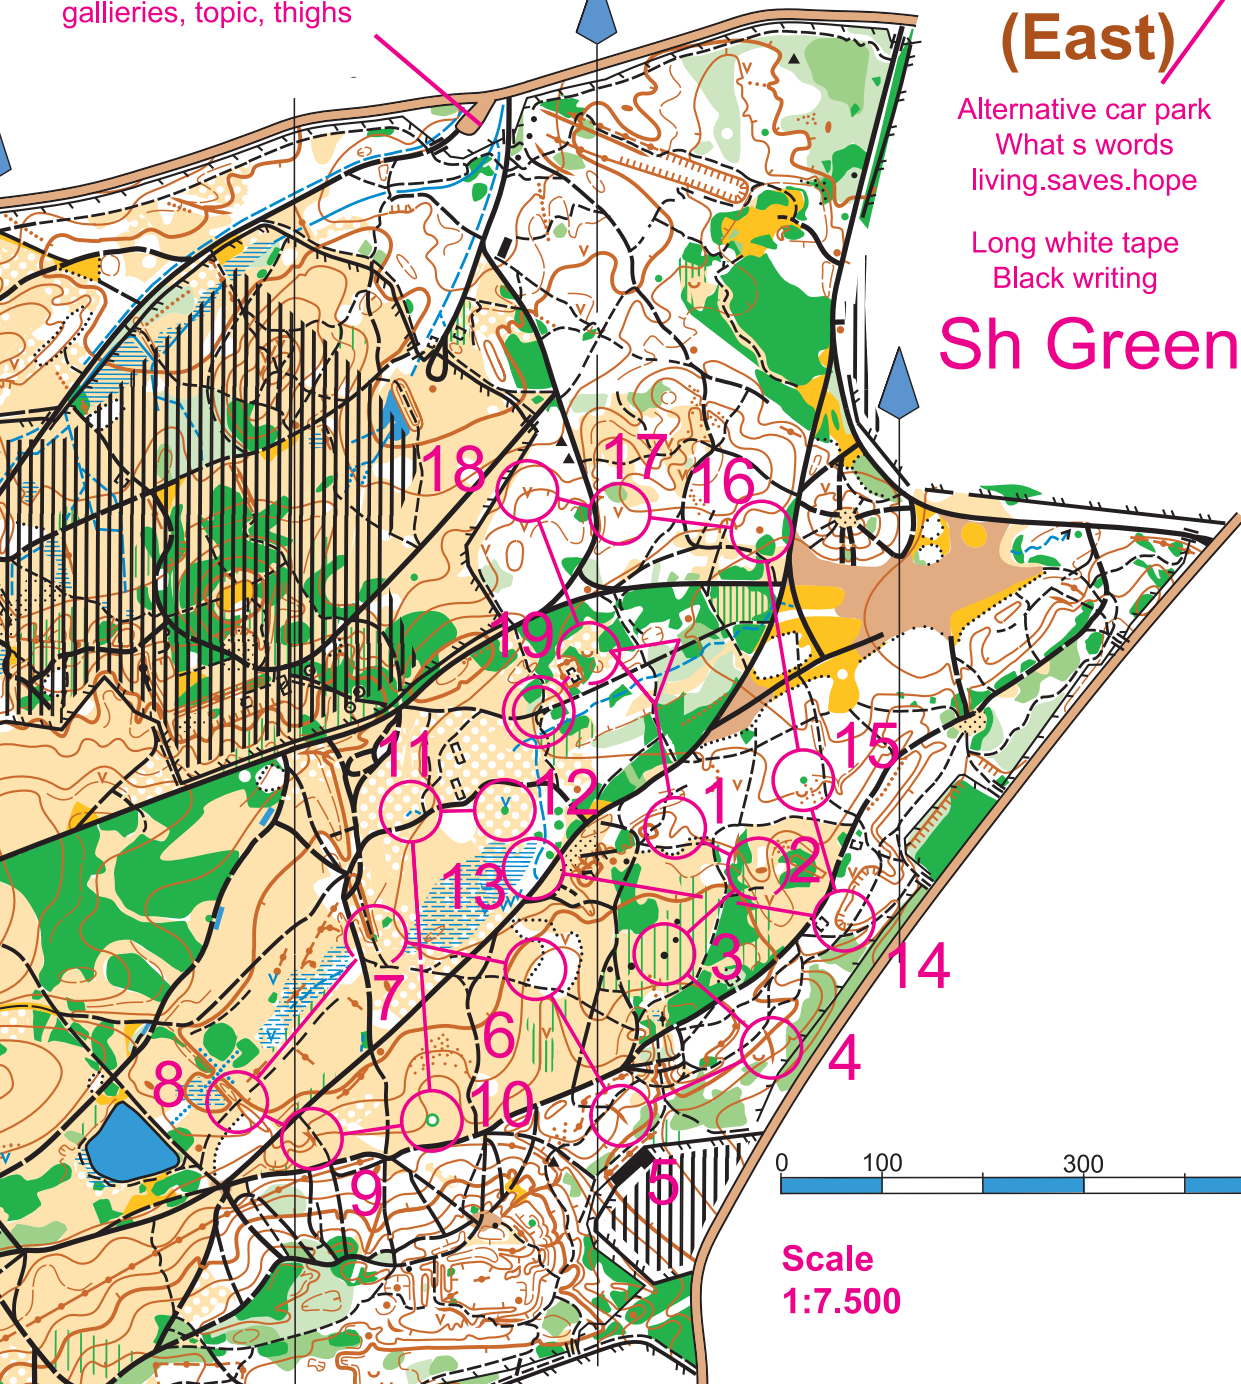 gallieries, topic, thighs
(East)
Alternative car park
What s words
living.saves.hope
Long white tape
Black writing
Sh Green
18
17
16
19
11
12
1
15
2
13
3
14
7
6
4
8
10
9
5
0 100 300
Scale
1:7.500